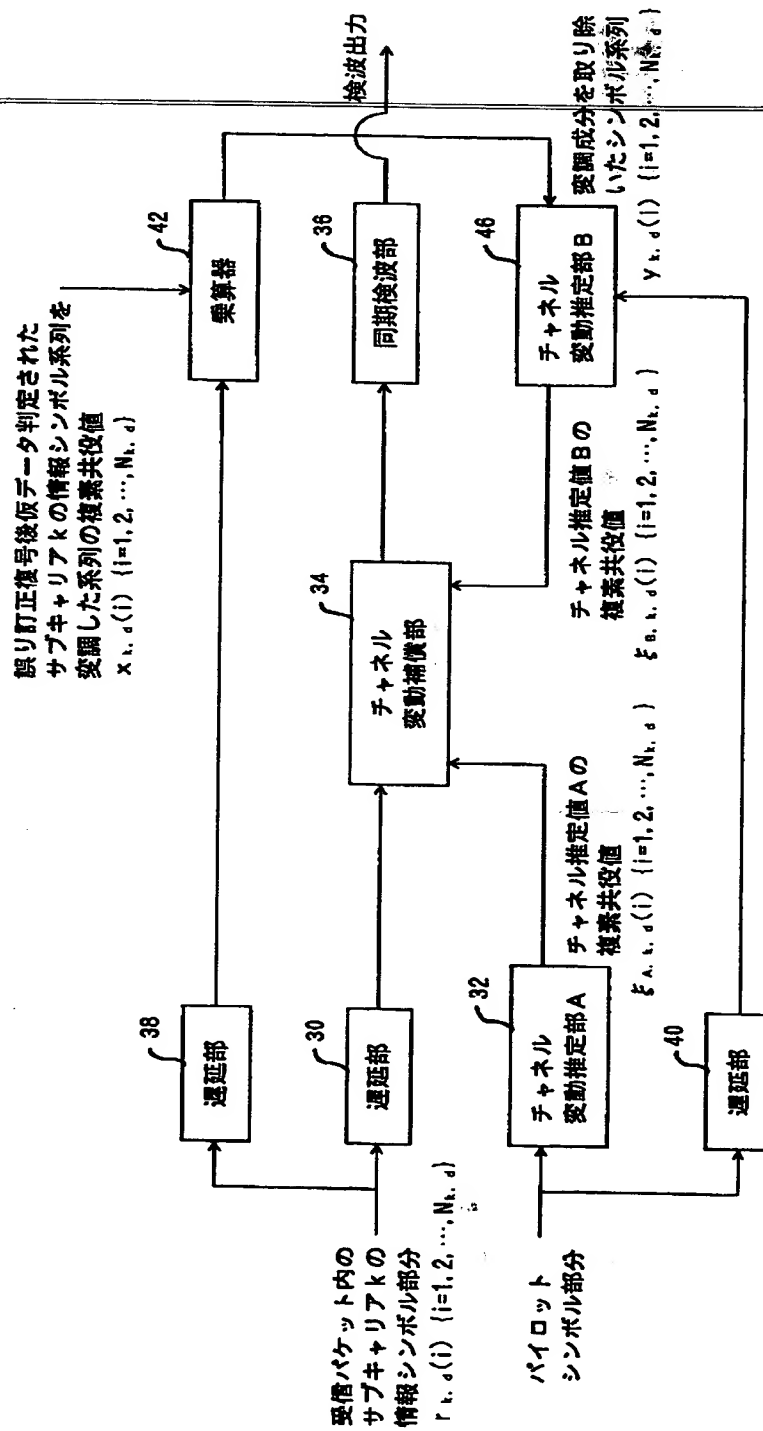 誤り訂正復号後仮データ判定された
サブキャリアkの情報シンボル系列を
変調した系列の複素共役値
x k, d (i) {i=1, 2, …, N k, d}
42
乗算器
38
遅延部
受信パケット内の
サブキャリアkの
情報シンボル部分
r k, d (i) {i=1, 2, …, N k, d}
30
遅延部
34
チャネル
変動補償部
36
同期検波部
検波出力
パイロット
シンボル部分
32
チャネル
変動推定部A
チャネル推定値Aの
複素共役値
ξ A, k, d (i) {i=1, 2, …, N k, d}
チャネル推定値Bの
複素共役値
ξ B, k, d (i) {i=1, 2, …, N k, d}
46
チャネル
変動推定部B
変調成分を取り除
いたシンボル系列
y k, d (i) {i=1, 2, …, N k, d}
40
遅延部